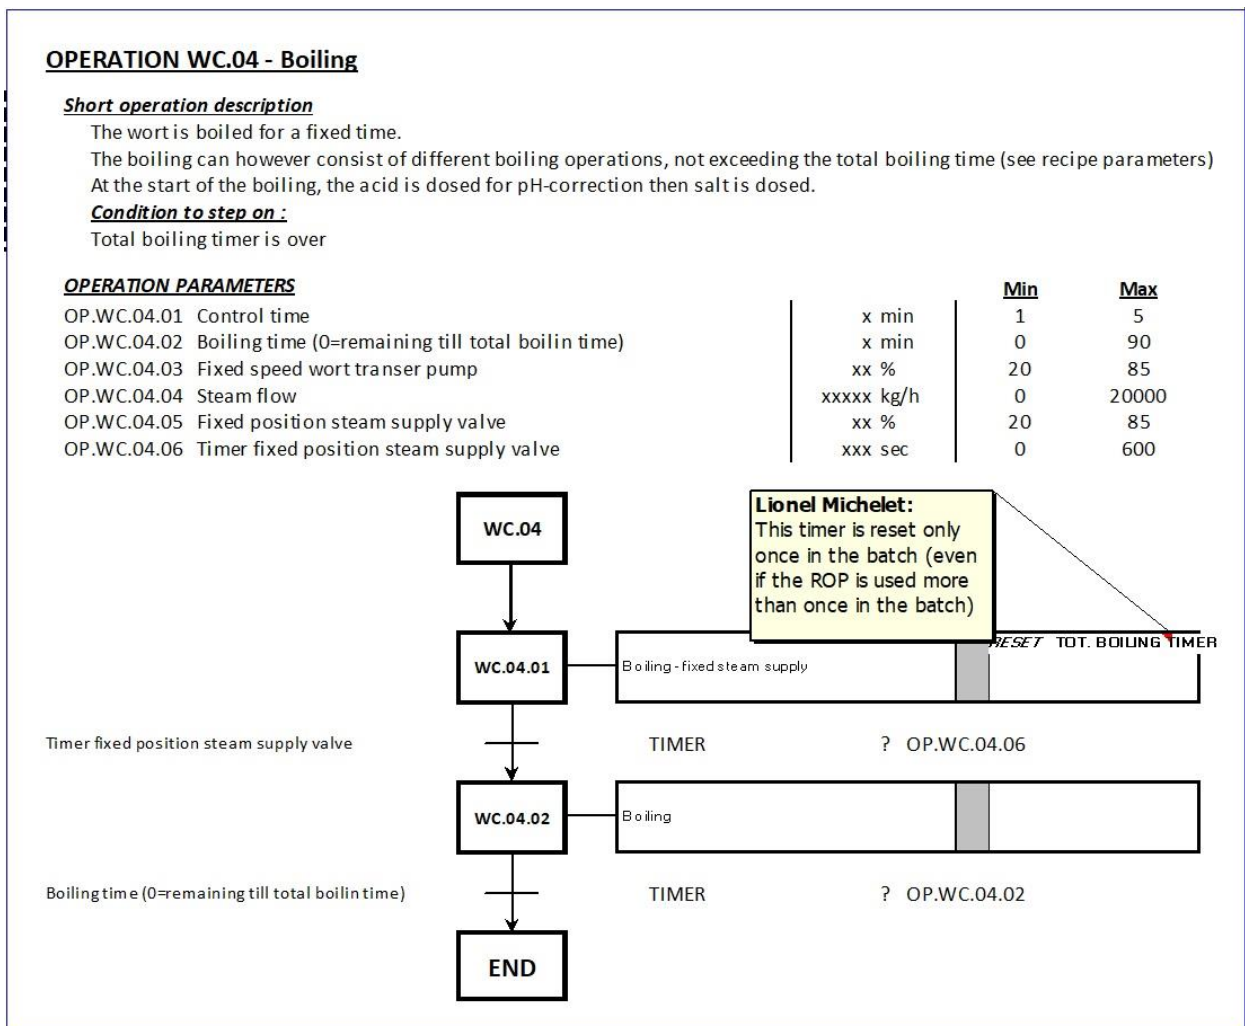 OPERATION WC.04 - Boiling
Short operation description
The wort is boiled for a fixed time.
The boiling can however consist of different boiling operations, not exceeding the total boiling time (see recipe parameters)
At the start of the boiling, the acid is dosed for pH-correction then salt is dosed.
Condition to step on :
Total boiling timer is over
OPERATION PARAMETERS Min Max
OP.WC.04.01 Control time x min 1 5
OP.WC.04.02 Boiling time (0=remaining till total boilin time) x min 0 90
OP.WC.04.03 Fixed speed wort transer pump xx % 20 85
OP.WC.04.04 Steam flow xxxxx kg/h 0 20000
OP.WC.04.05 Fixed position steam supply valve xx % 20 85
OP.WC.04.06 Timer fixed position steam supply valve xxx sec 0 600
WC.04
Lionel Michelet:
This timer is reset only
once in the batch (even
if the ROP is used more
than once in the batch)
RESET TOT. BOILING TIMER
WC.04.01 Boiling - fixed steam supply
Timer fixed position steam supply valve TIMER ? OP.WC.04.06
WC.04.02 Boiling
Boiling time (0=remaining till total boilin time) TIMER ? OP.WC.04.02
END